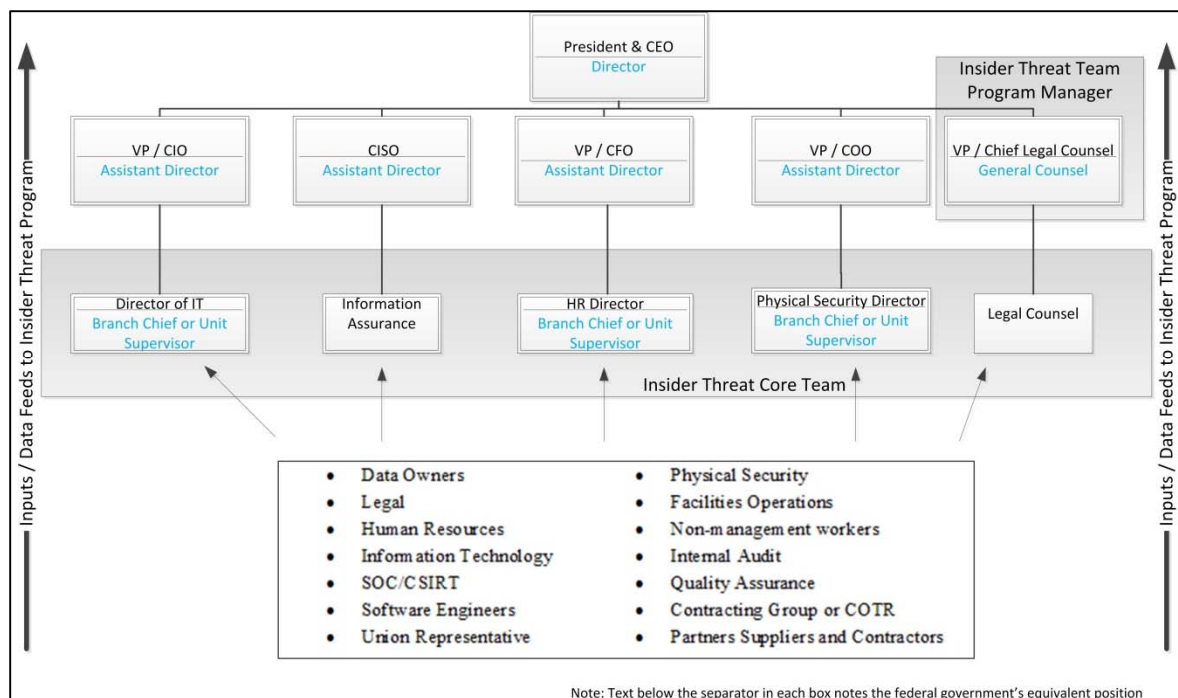 President & CEO
Director
Insider Threat Team
Program Manager
VP / CIO
Assistant Director
CISO
Assistant Director
VP / CFO
Assistant Director
VP / COO
Assistant Director
VP / Chief Legal Counsel
General Counsel
Inputs / Data Feeds to Insider Threat Program
Inputs / Data Feeds to Insider Threat Program
Director of IT
Branch Chief or Unit
Supervisor
Information
Assurance
HR Director
Branch Chief or Unit
Supervisor
Physical Security Director
Branch Chief or Unit
Supervisor
Legal Counsel
Insider Threat Core Team
• Data Owners
• Legal
• Human Resources
• Information Technology
• SOC/CSIRT
• Software Engineers
• Union Representative
• Physical Security
• Facilities Operations
• Non-management workers
• Internal Audit
• Quality Assurance
• Contracting Group or COTR
• Partners Suppliers and Contractors
Note: Text below the separator in each box notes the federal government's equivalent position